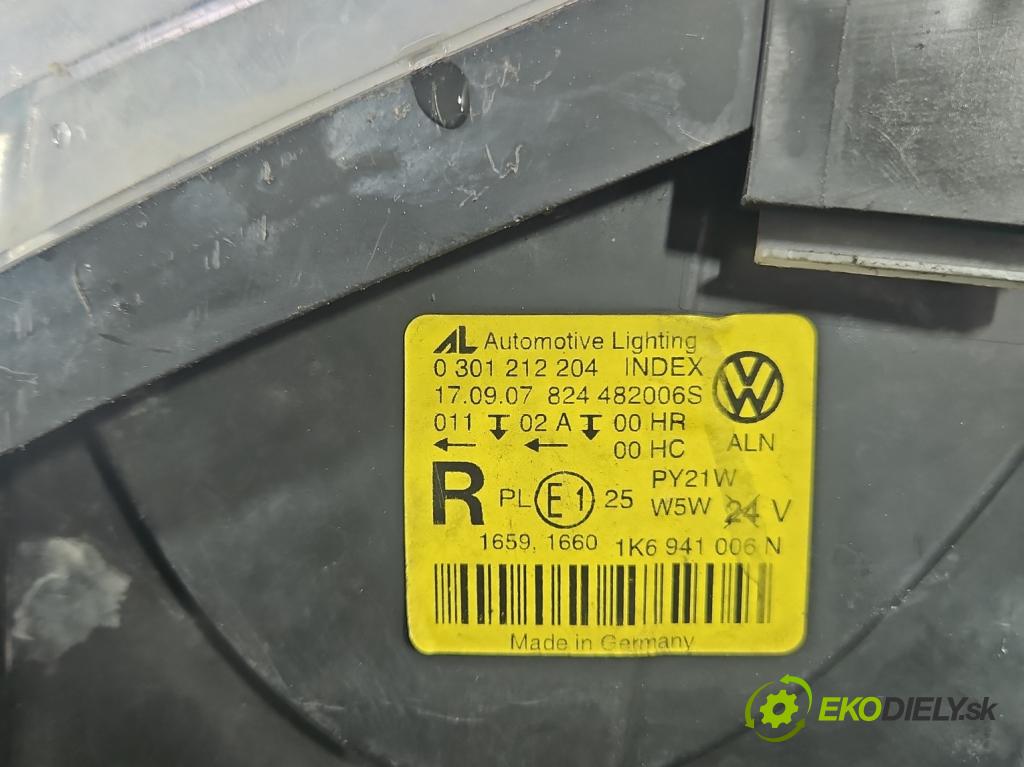 AL Automotive Lighting
0 301 212 204 INDEX
17.09.07 824 482006S
011 02 A 00 HR
00 HC
ALN
R PL E1 25
PY21W
W5W 24 V
1659, 1660 1K6 941 006 N
Made in Germany
EKODIELY.sk